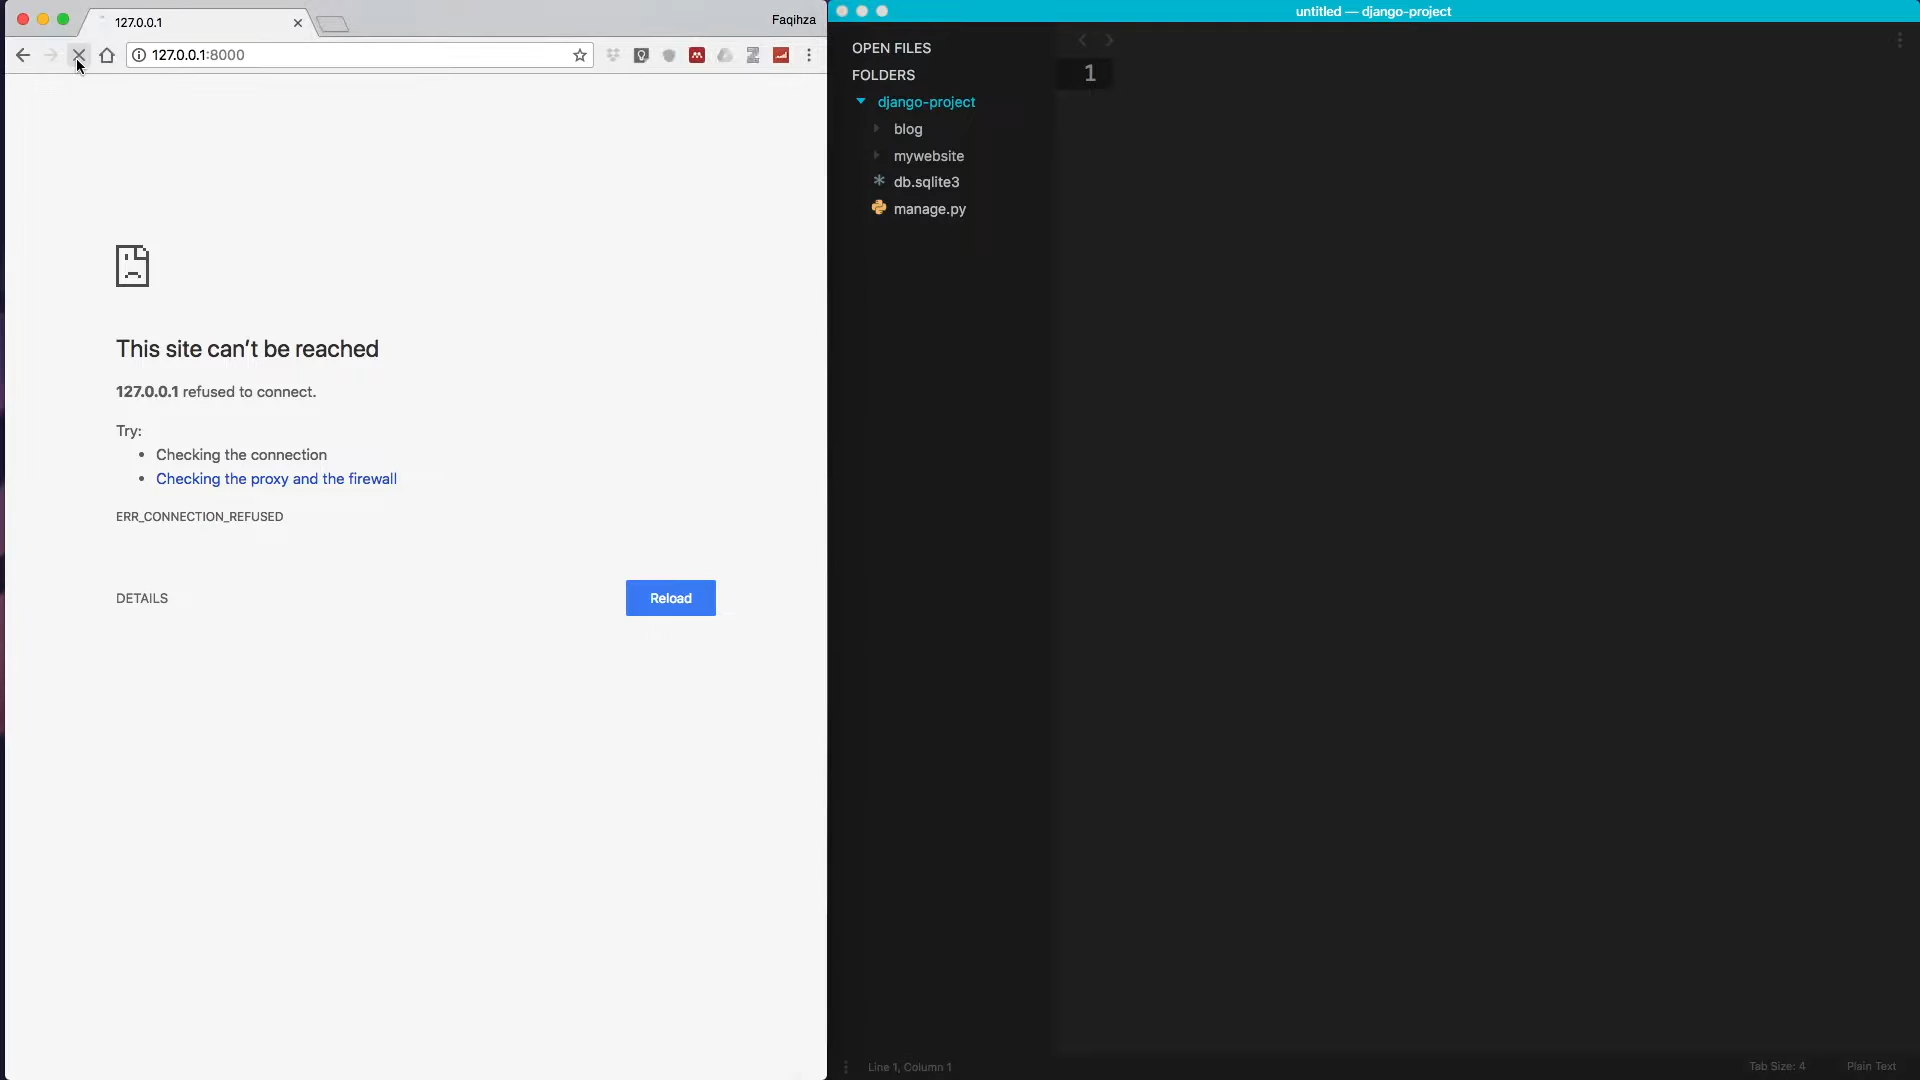 127.0.0.1
Faqihza
127.0.0.1:8000
This site can’t be reached
127.0.0.1 refused to connect.
Try:
• Checking the connection
• Checking the proxy and the firewall
ERR_CONNECTION_REFUSED
DETAILS
Reload
untitled — django-project
OPEN FILES
FOLDERS
django-project
blog
mywebsite
db.sqlite3
manage.py
1
Line 1, Column 1
Tab Size: 4
Plain Text